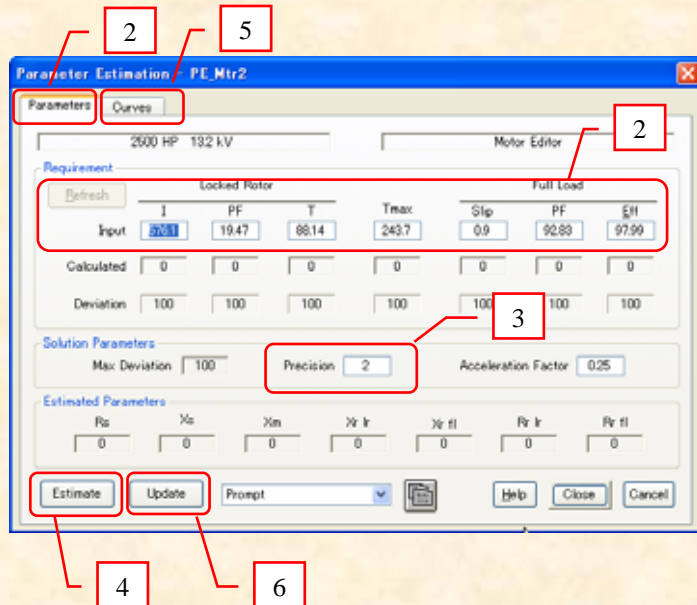 2 5
Parameter Estimation - PE_Mtr2
Parameters Curves
2
2500 HP 13.2 kV Motor Editor
Requirement
Refresh Locked Rotor Full Load
I PF T Tmax Slip PF Eff
Input 576.1 19.47 88.14 243.7 0.9 92.83 97.99
Calculated 0 0 0 0 0 0 0
Deviation 100 100 100 100 100 100 100
3
Solution Parameters
Max Deviation 100 Precision 2 Acceleration Factor 0.25
Estimated Parameters
Rs Xs Xm Xr lr Xr fl Rr lr Rr fl
0 0 0 0 0 0 0
Estimate Update Prompt Help Close Cancel
4 6